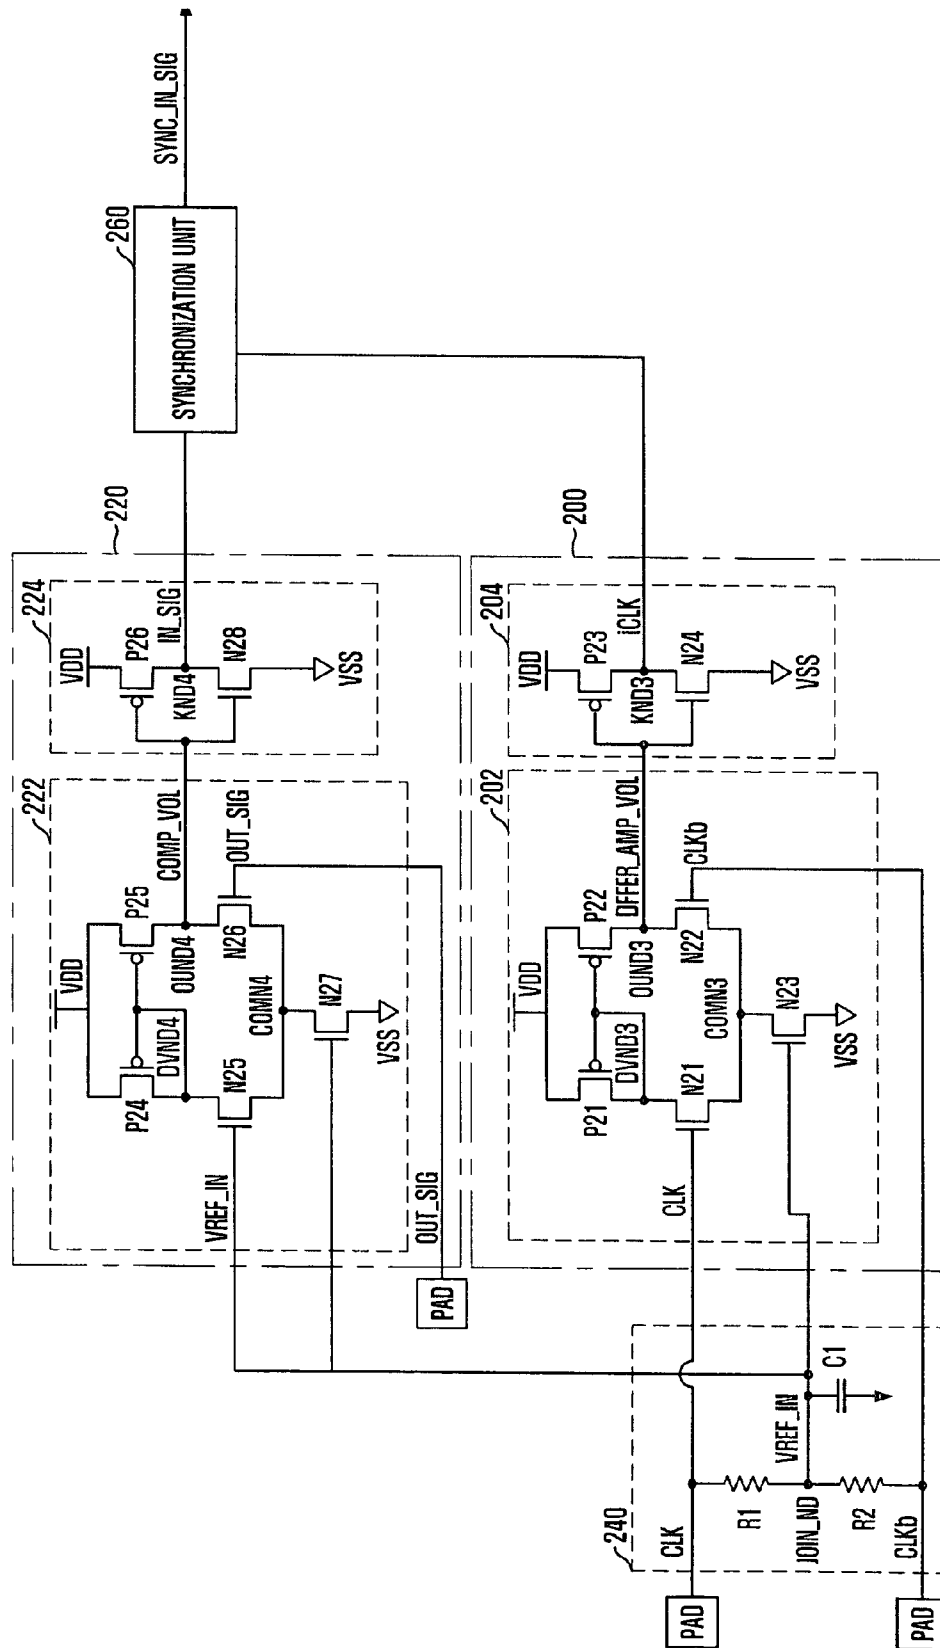 SYNC_IN_SIG
260
SYNCHRONIZATION UNIT
220
224
VDD
P26
IN_SIG
KND4
N28
VSS
222
COMP_VOL
OUT_SIG
VDD
P25
OUND4
N26
P24
DVND4
N25
COMN4
N27
VSS
VREF_IN
OUT_SIG
PAD
200
204
VDD
P23
iCLK
KND3
N24
VSS
202
DFFER_AMP_VOL
CLKb
VDD
P22
OUND3
N22
P21
DVND3
N21
COMN3
N23
VSS
CLK
240
CLK
R1
VREF_IN
C1
JOIN_ND
R2
CLKb
PAD
PAD